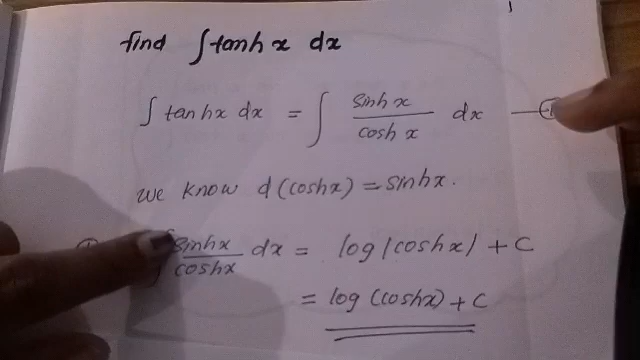 find ∫ tanh x dx
∫ tanhx dx = ∫ sinh x / cosh x dx — ①
we know d(coshx) = sinhx.
∫ sinhx / coshx dx = log |coshx| + C
= log (coshx) + C